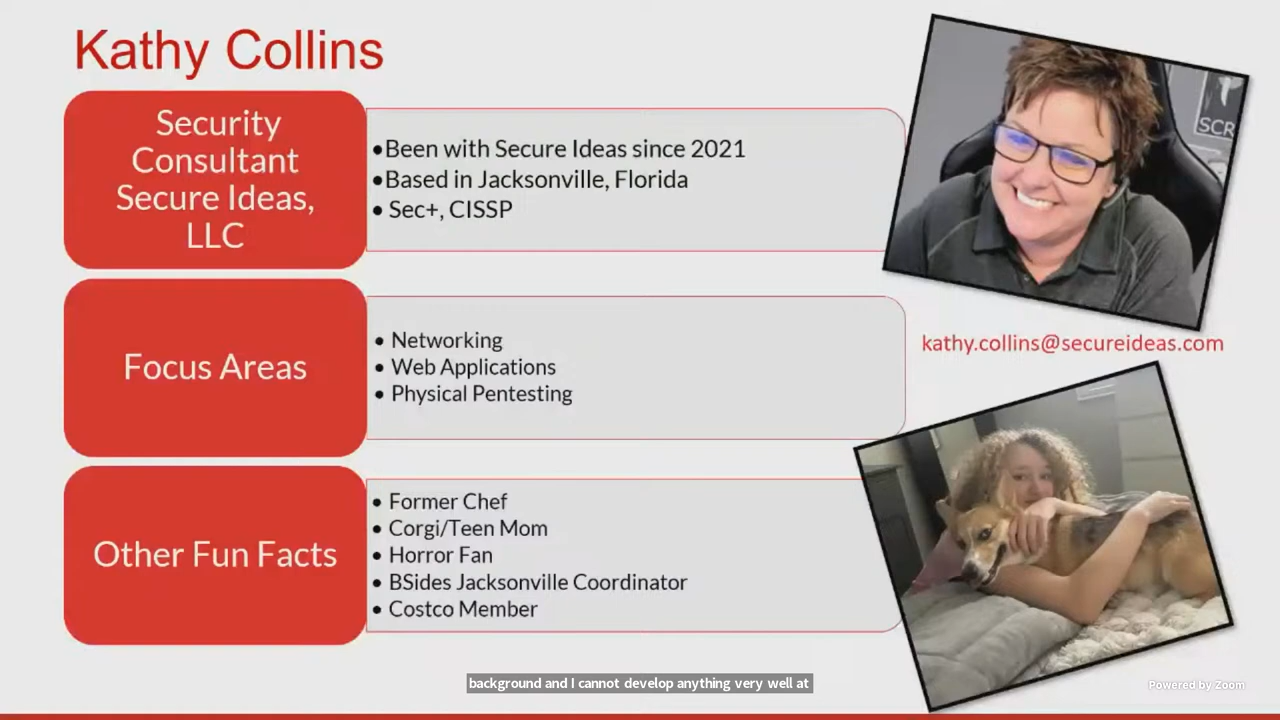 Kathy Collins
Security
Consultant
Secure Ideas,
LLC
•Been with Secure Ideas since 2021
•Based in Jacksonville, Florida
• Sec+, CISSP
SCR
kathy.collins@secureideas.com
Focus Areas
• Networking
• Web Applications
• Physical Pentesting
Other Fun Facts
• Former Chef
• Corgi/Teen Mom
• Horror Fan
• BSides Jacksonville Coordinator
• Costco Member
background and I cannot develop anything very well at
Powered by Zoom